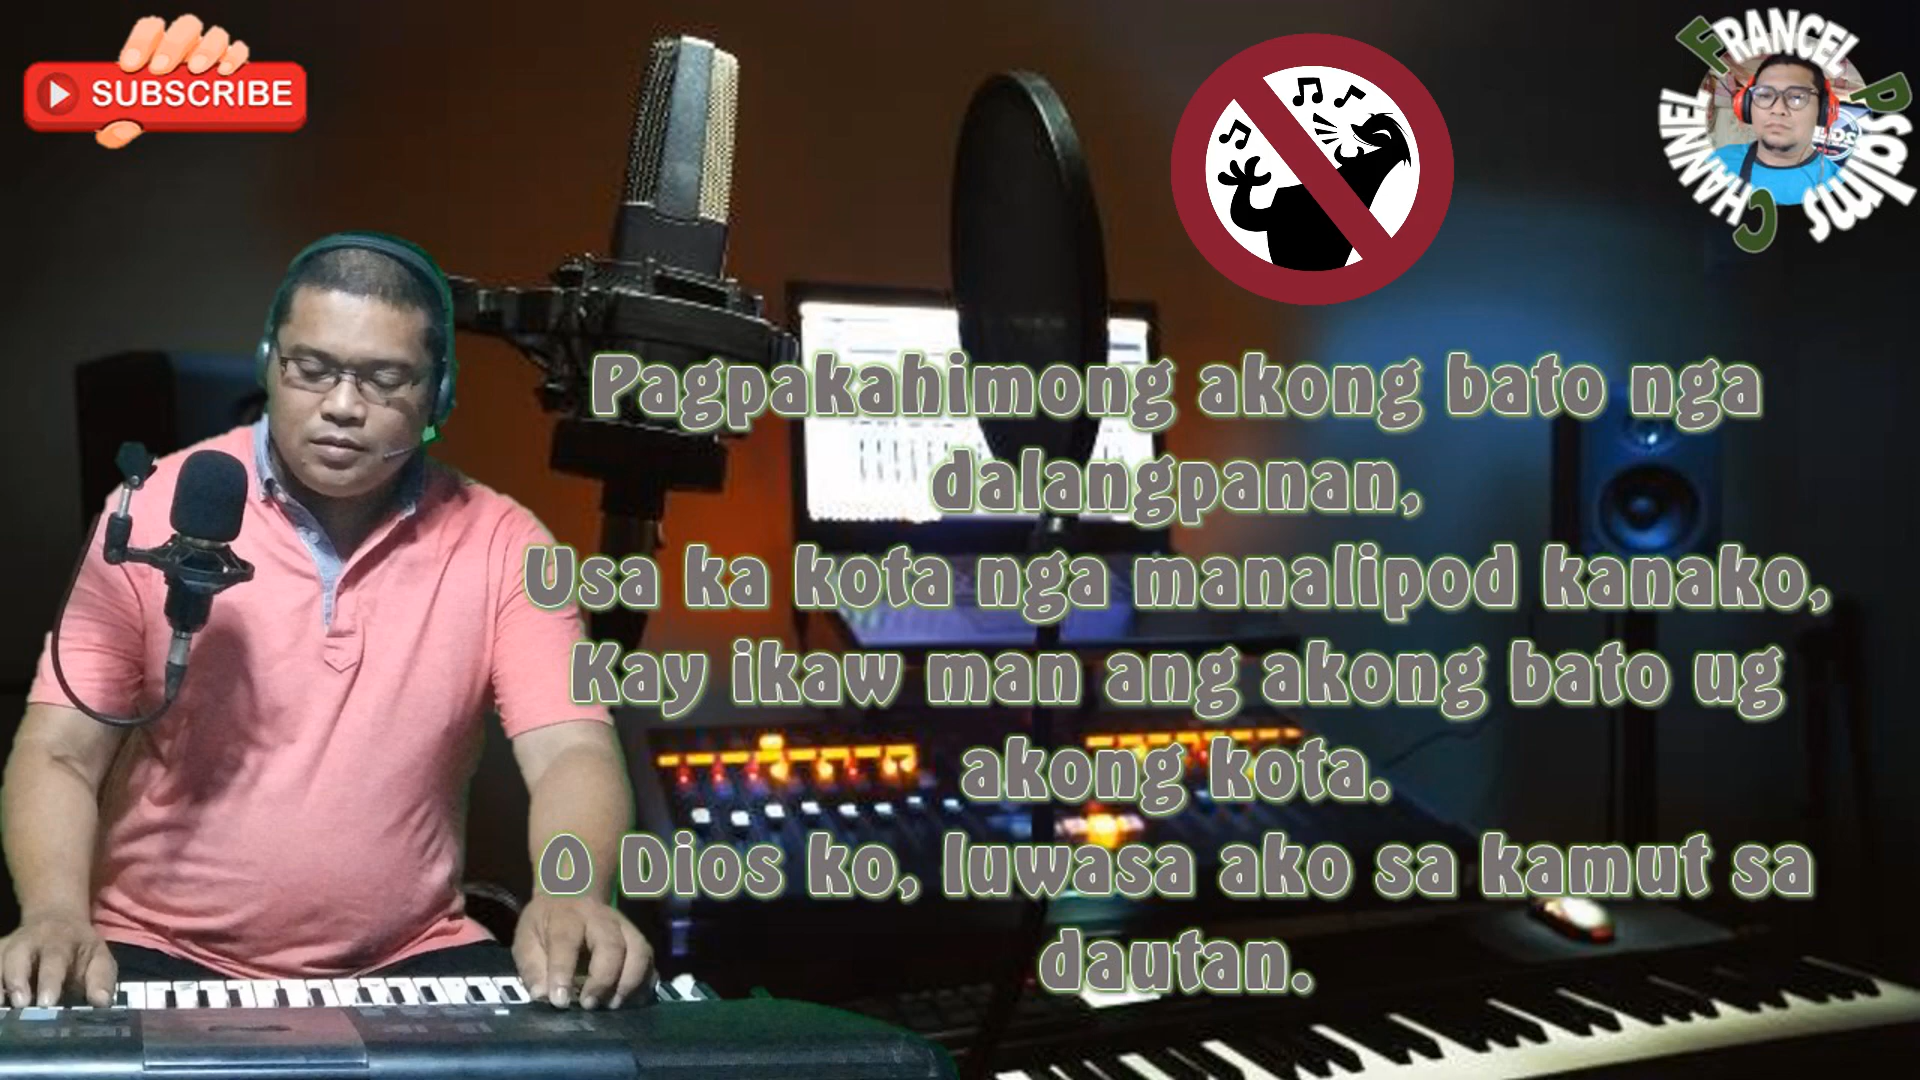 SUBSCRIBE
FRANCEL Psalms CHANNEL
Pagpakahimong akong bato nga
dalangpanan,
Usa ka kota nga manalipod kanako,
Kay ikaw man ang akong bato ug
akong kota.
O Dios ko, luwasa ako sa kamut sa
dautan.